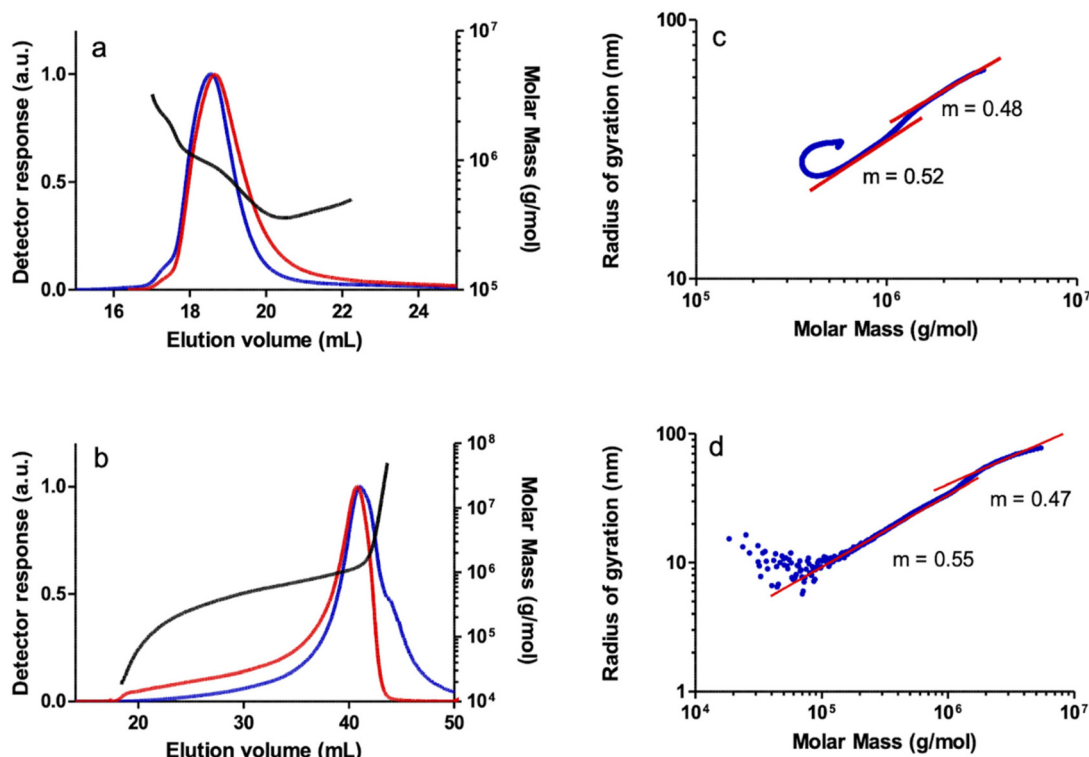 a
Detector response (a.u.)
1.0
0.5
0.0
16 18 20 22 24
Elution volume (mL)
10⁷
10⁶
10⁵
Molar Mass (g/mol)
c
Radius of gyration (nm)
100
10
m = 0.48
m = 0.52
10⁵ 10⁶ 10⁷
Molar Mass (g/mol)
b
Detector response (a.u.)
1.0
0.5
0.0
20 30 40 50
Elution volume (mL)
10⁸
10⁷
10⁶
10⁵
10⁴
Molar Mass (g/mol)
d
Radius of gyration (nm)
100
10
1
m = 0.47
m = 0.55
10⁴ 10⁵ 10⁶ 10⁷
Molar Mass (g/mol)